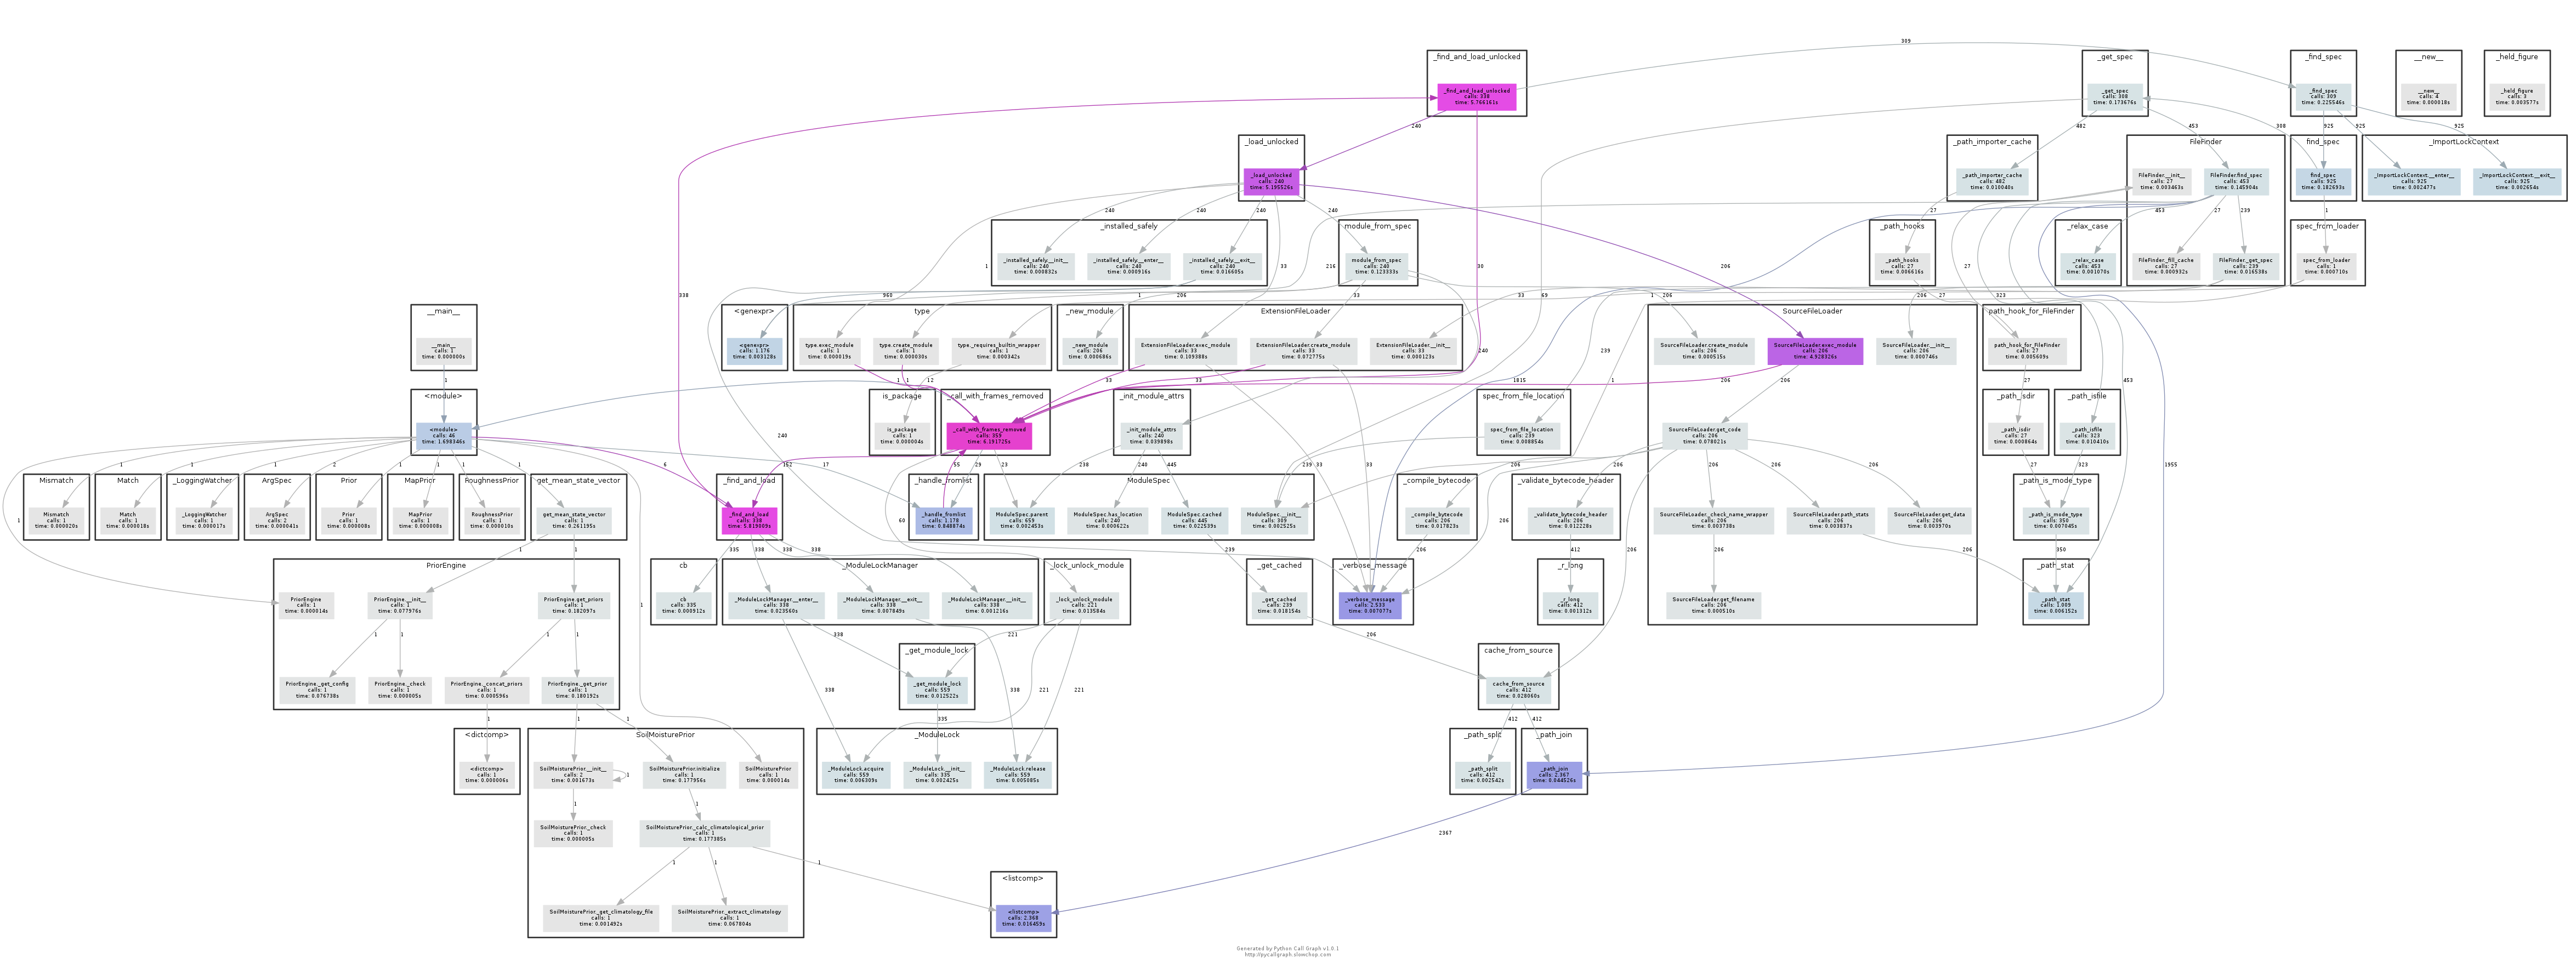 _find_and_load_unlocked
_find_and_load_unlocked
calls: 338
time: 5.766161s
309
_get_spec
_get_spec
calls: 308
time: 0.173676s
_find_spec
_find_spec
calls: 309
time: 0.225546s
__new__
__new__
calls: 4
time: 0.000018s
_held_figure
_held_figure
calls: 3
time: 0.003577s
240
482
453
308
925
925
925
_load_unlocked
_load_unlocked
calls: 240
time: 5.195526s
_path_importer_cache
_path_importer_cache
calls: 482
time: 0.010040s
FileFinder
FileFinder.__init__
calls: 27
time: 0.003463s
FileFinder.find_spec
calls: 453
time: 0.145904s
find_spec
find_spec
calls: 925
time: 0.182693s
_ImportLockContext
_ImportLockContext.__enter__
calls: 925
time: 0.002477s
_ImportLockContext.__exit__
calls: 925
time: 0.002654s
240
240
240
240
27
453
27
239
1
_installed_safely
_installed_safely.__init__
calls: 240
time: 0.000832s
_installed_safely.__enter__
calls: 240
time: 0.000916s
_installed_safely.__exit__
calls: 240
time: 0.016605s
module_from_spec
module_from_spec
calls: 240
time: 0.123333s
_path_hooks
_path_hooks
calls: 27
time: 0.006616s
_relax_case
_relax_case
calls: 453
time: 0.001070s
FileFinder._fill_cache
calls: 27
time: 0.000932s
FileFinder._get_spec
calls: 239
time: 0.016538s
spec_from_loader
spec_from_loader
calls: 1
time: 0.000710s
1
33
216
30
206
27
338
960
1
206
33
69
33
1
206
206
27
323
__main__
__main__
calls: 1
time: 0.000000s
<genexpr>
<genexpr>
calls: 1.176
time: 0.003128s
type
type.exec_module
calls: 1
time: 0.000019s
type.create_module
calls: 1
time: 0.000030s
type._requires_builtin_wrapper
calls: 1
time: 0.000342s
_new_module
_new_module
calls: 206
time: 0.000686s
ExtensionFileLoader
ExtensionFileLoader.exec_module
calls: 33
time: 0.109388s
ExtensionFileLoader.create_module
calls: 33
time: 0.072775s
ExtensionFileLoader.__init__
calls: 33
time: 0.000123s
SourceFileLoader
SourceFileLoader.create_module
calls: 206
time: 0.000515s
SourceFileLoader.exec_module
calls: 206
time: 4.928326s
SourceFileLoader.__init__
calls: 206
time: 0.000746s
path_hook_for_FileFinder
path_hook_for_FileFinder
calls: 27
time: 0.005609s
1
1
1
12
33
33
240
206
239
1815
1
206
27
453
1955
<module>
<module>
calls: 46
time: 1.698346s
is_package
is_package
calls: 1
time: 0.000004s
_call_with_frames_removed
_call_with_frames_removed
calls: 359
time: 6.191725s
_init_module_attrs
_init_module_attrs
calls: 240
time: 0.039898s
spec_from_file_location
spec_from_file_location
calls: 239
time: 0.008854s
SourceFileLoader.get_code
calls: 206
time: 0.078021s
_path_isdir
_path_isdir
calls: 27
time: 0.000864s
_path_isfile
_path_isfile
calls: 323
time: 0.010410s
240
1
1
1
2
1
1
1
1
6
17
152
55
29
23
238
240
445
239
33
33
206
206
206
206
206
206
27
323
Mismatch
Mismatch
calls: 1
time: 0.000020s
Match
Match
calls: 1
time: 0.000018s
_LoggingWatcher
_LoggingWatcher
calls: 1
time: 0.000017s
ArgSpec
ArgSpec
calls: 2
time: 0.000041s
Prior
Prior
calls: 1
time: 0.000008s
MapPrior
MapPrior
calls: 1
time: 0.000008s
RoughnessPrior
RoughnessPrior
calls: 1
time: 0.000010s
get_mean_state_vector
get_mean_state_vector
calls: 1
time: 0.261195s
_find_and_load
_find_and_load
calls: 338
time: 5.819009s
_handle_fromlist
_handle_fromlist
calls: 1.178
time: 0.848874s
ModuleSpec
ModuleSpec.parent
calls: 659
time: 0.002453s
ModuleSpec.has_location
calls: 240
time: 0.000622s
ModuleSpec.cached
calls: 445
time: 0.022539s
ModuleSpec.__init__
calls: 309
time: 0.002525s
_compile_bytecode
_compile_bytecode
calls: 206
time: 0.017823s
_validate_bytecode_header
_validate_bytecode_header
calls: 206
time: 0.012228s
SourceFileLoader._check_name_wrapper
calls: 206
time: 0.003738s
SourceFileLoader.path_stats
calls: 206
time: 0.003837s
SourceFileLoader.get_data
calls: 206
time: 0.003970s
_path_is_mode_type
_path_is_mode_type
calls: 350
time: 0.007045s
1
1
1
335
338
338
338
60
239
206
206
412
206
206
206
350
PriorEngine
PriorEngine
calls: 1
time: 0.000014s
PriorEngine.__init__
calls: 1
time: 0.077976s
PriorEngine.get_priors
calls: 1
time: 0.182097s
cb
cb
calls: 335
time: 0.000912s
_ModuleLockManager
_ModuleLockManager.__enter__
calls: 338
time: 0.023560s
_ModuleLockManager.__exit__
calls: 338
time: 0.007849s
_ModuleLockManager.__init__
calls: 338
time: 0.001216s
_lock_unlock_module
_lock_unlock_module
calls: 221
time: 0.013584s
_get_cached
_get_cached
calls: 239
time: 0.018154s
_verbose_message
_verbose_message
calls: 2.533
time: 0.007077s
_r_long
_r_long
calls: 412
time: 0.001312s
SourceFileLoader.get_filename
calls: 206
time: 0.000510s
_path_stat
_path_stat
calls: 1.009
time: 0.006152s
1
1
1
1
1
338
221
206
PriorEngine._get_config
calls: 1
time: 0.076738s
PriorEngine._check
calls: 1
time: 0.000005s
PriorEngine._concat_priors
calls: 1
time: 0.000596s
PriorEngine._get_prior
calls: 1
time: 0.180192s
_get_module_lock
_get_module_lock
calls: 559
time: 0.012522s
cache_from_source
cache_from_source
calls: 412
time: 0.028060s
1
1
1
338
335
338
221
221
412
412
<dictcomp>
<dictcomp>
calls: 1
time: 0.000006s
SoilMoisturePrior
SoilMoisturePrior.__init__
calls: 2
time: 0.001673s
1
SoilMoisturePrior.initialize
calls: 1
time: 0.177956s
SoilMoisturePrior
calls: 1
time: 0.000014s
_ModuleLock
_ModuleLock.acquire
calls: 559
time: 0.006309s
_ModuleLock.__init__
calls: 335
time: 0.002425s
_ModuleLock.release
calls: 559
time: 0.005085s
_path_split
_path_split
calls: 412
time: 0.002542s
_path_join
_path_join
calls: 2.367
time: 0.044526s
1
1
SoilMoisturePrior._check
calls: 1
time: 0.000005s
SoilMoisturePrior._calc_climatological_prior
calls: 1
time: 0.177385s
2367
1
1
1
<listcomp>
SoilMoisturePrior._get_climatology_file
calls: 1
time: 0.001492s
SoilMoisturePrior._extract_climatology
calls: 1
time: 0.067804s
<listcomp>
calls: 2.368
time: 0.016459s
Generated by Python Call Graph v1.0.1
http://pycallgraph.slowchop.com